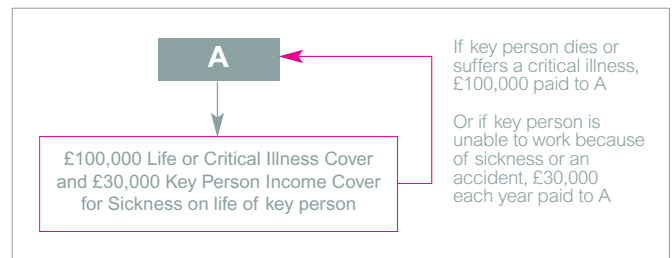 A
£100,000 Life or Critical Illness Cover
and £30,000 Key Person Income Cover
for Sickness on life of key person
If key person dies or
suffers a critical illness,
£100,000 paid to A
Or if key person is
unable to work because
of sickness or an
accident, £30,000
each year paid to A